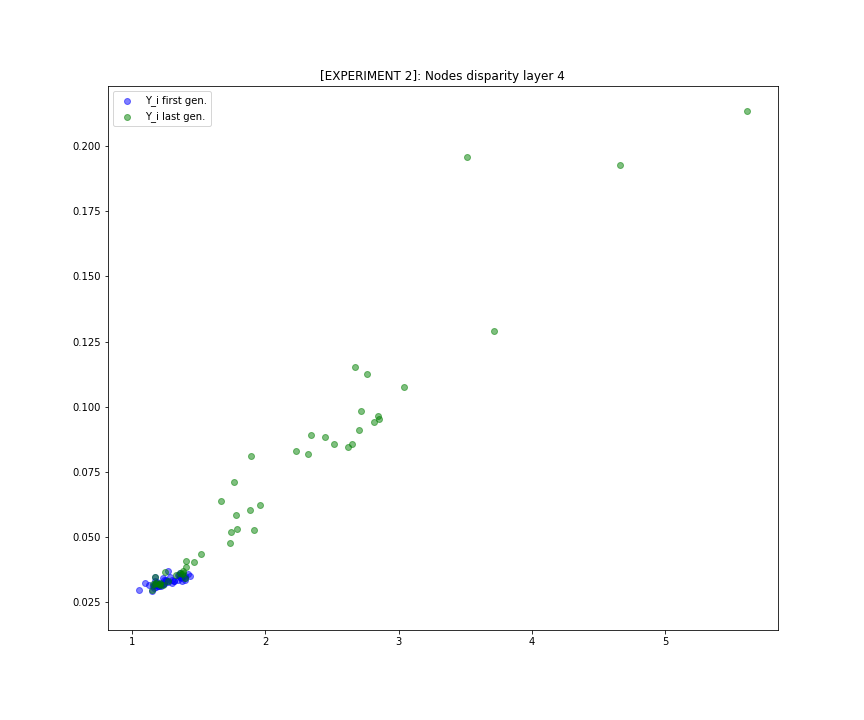 [EXPERIMENT 2]: Nodes disparity layer 4
Y_i first gen.
Y_i last gen.
0.200
0.175
0.150
0.125
0.100
0.075
0.050
0.025
1 2 3 4 5